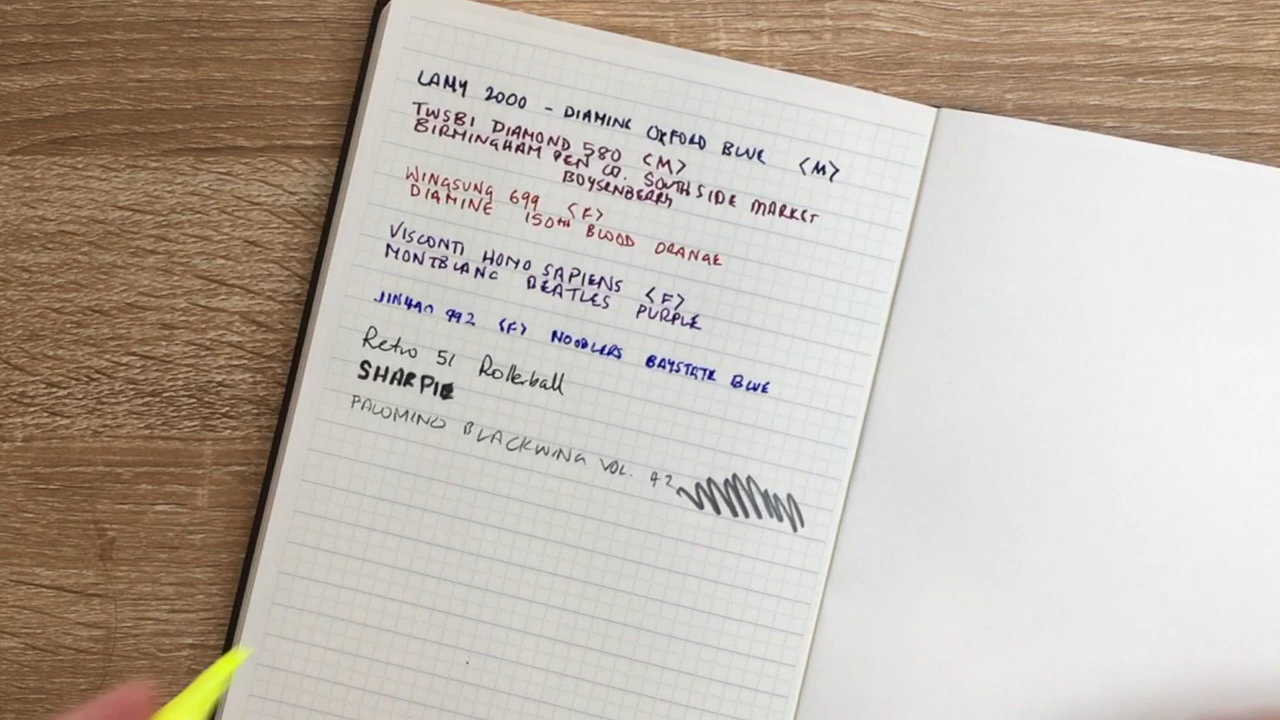 LAMY 2000 - DIAMINE OXFORD BLUE <M>
TWSBI DIAMOND 580 <M>
BIRMINGHAM PEN CO. SOUTHSIDE MARKET
BOYSENBERRY
WINGSUNG 699 <F>
DIAMINE 150TH BLOOD ORANGE
VISCONTI HOMO SAPIENS <F>
MONTBLANC BEATLES PURPLE
JINHAO 992 <F> NOODLERS BAYSTATE BLUE
Retro 51 Rollerball
SHARPIE
PALOMINO BLACKWING VOL. 42